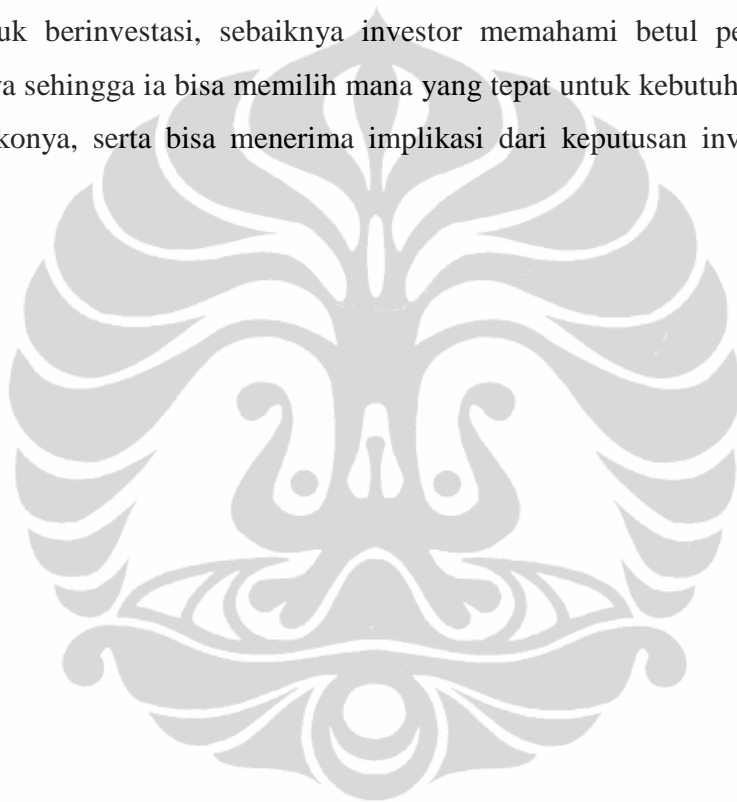 uk berinvestasi, sebaiknya investor memahami betul pe
a sehingga ia bisa memilih mana yang tepat untuk kebutuh
konya, serta bisa menerima implikasi dari keputusan inv